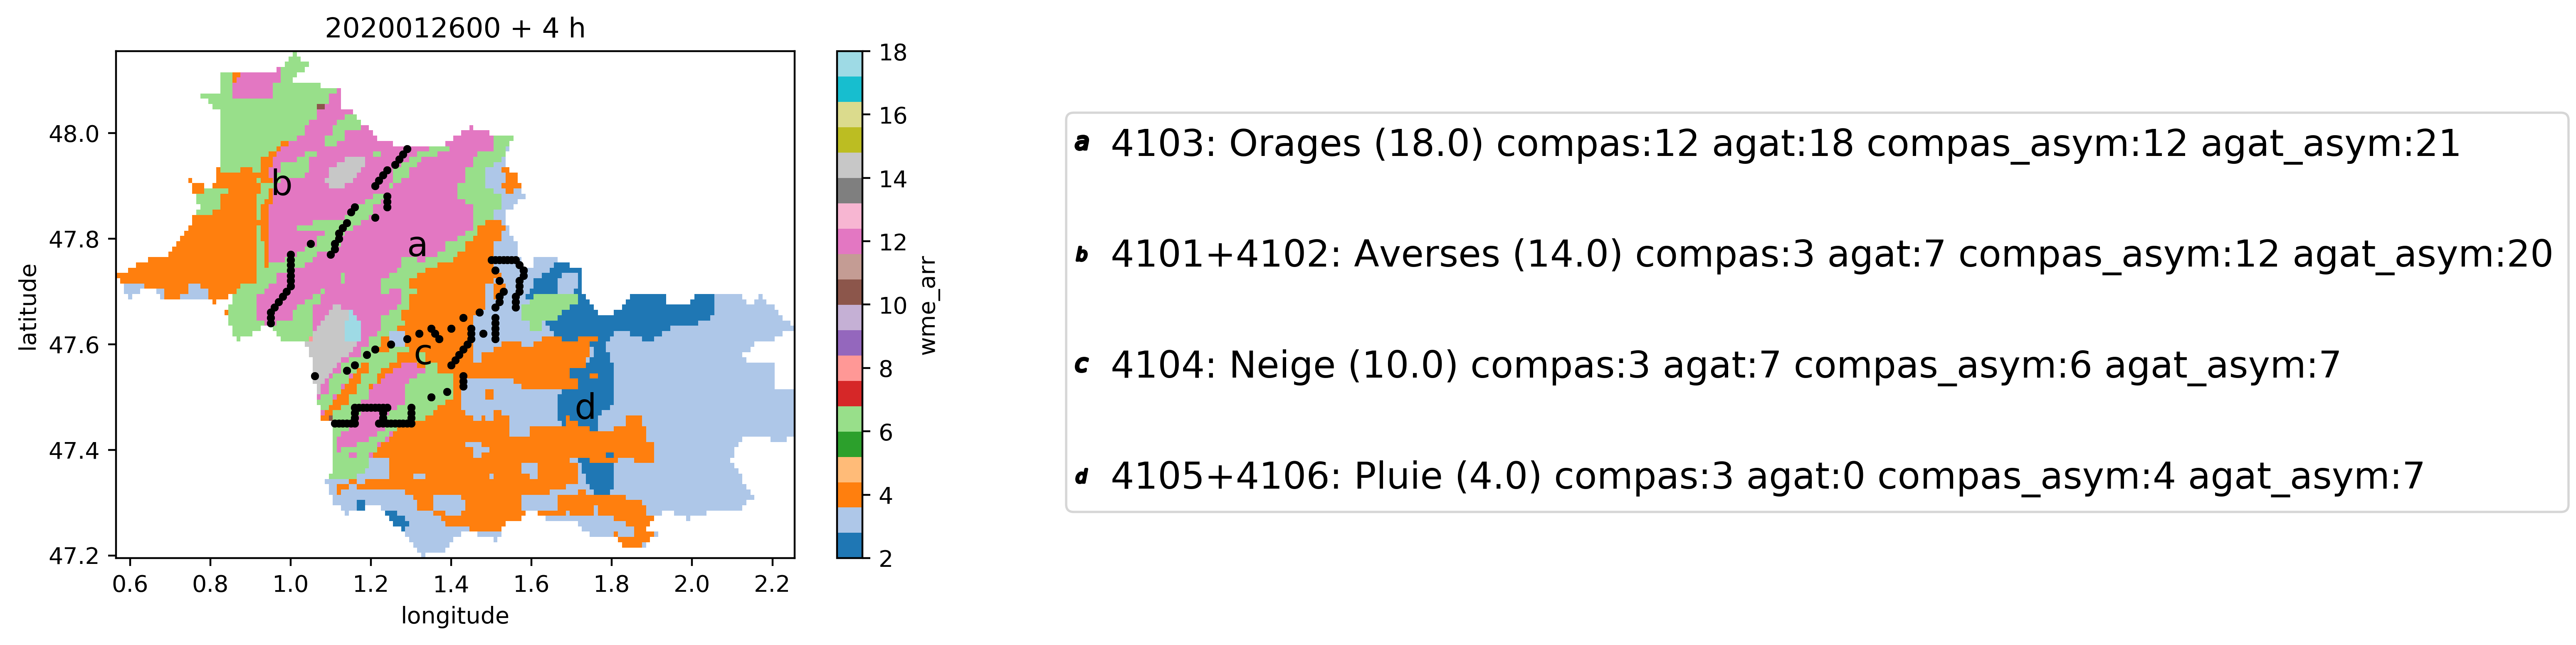 2020012600 + 4 h
48.0
47.8
47.6
47.4
47.2
latitude
0.6 0.8 1.0 1.2 1.4 1.6 1.8 2.0 2.2
longitude
a
b
c
d
18
16
14
12
10
8
6
4
2
wme_arr
a 4103: Orages (18.0) compas:12 agat:18 compas_asym:12 agat_asym:21
b 4101+4102: Averses (14.0) compas:3 agat:7 compas_asym:12 agat_asym:20
c 4104: Neige (10.0) compas:3 agat:7 compas_asym:6 agat_asym:7
d 4105+4106: Pluie (4.0) compas:3 agat:0 compas_asym:4 agat_asym:7